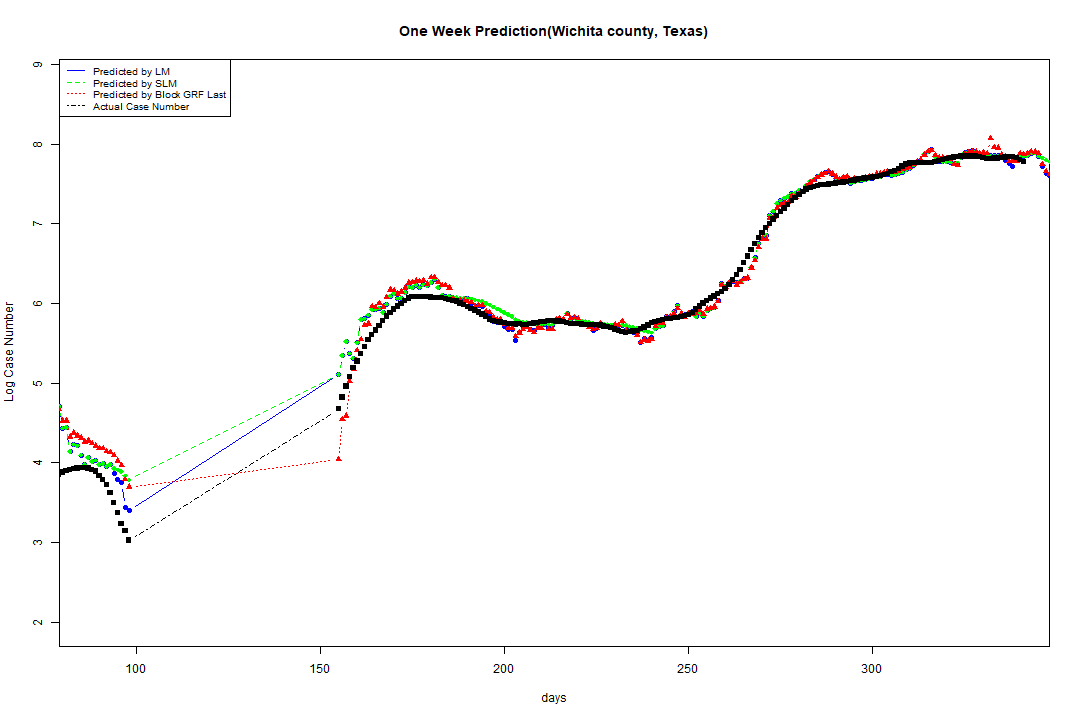 One Week Prediction(Wichita county, Texas)
Predicted by LM
Predicted by SLM
Predicted by Block GRF Last
Actual Case Number
Log Case Number
9
8
7
6
5
4
3
2
100 150 200 250 300
days